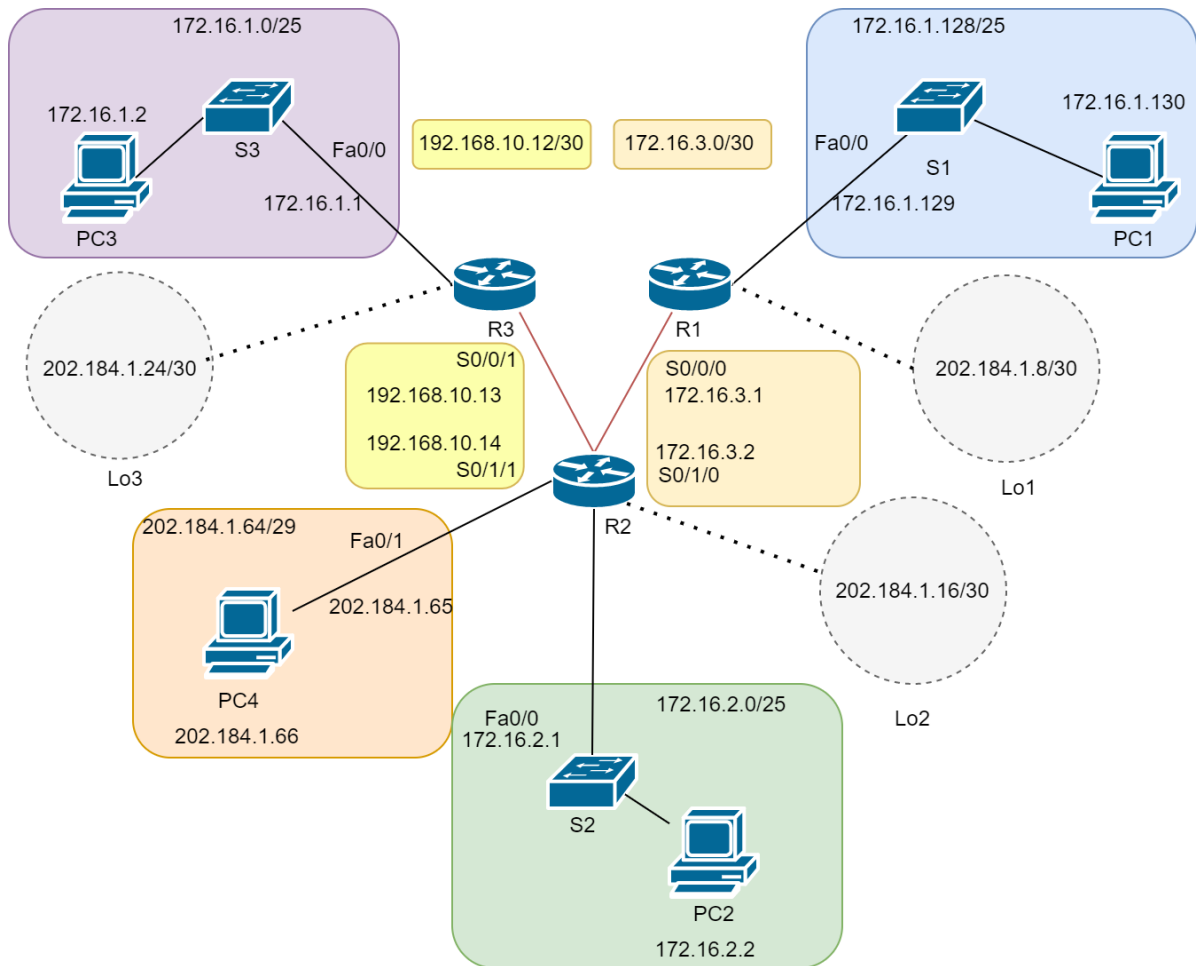 172.16.1.0/25
172.16.1.2
S3
Fa0/0
172.16.1.1
PC3
192.168.10.12/30
172.16.3.0/30
172.16.1.128/25
172.16.1.130
Fa0/0
S1
172.16.1.129
PC1
R3
R1
202.184.1.24/30
Lo3
S0/0/1
192.168.10.13
192.168.10.14
S0/1/1
S0/0/0
172.16.3.1
172.16.3.2
S0/1/0
202.184.1.8/30
Lo1
R2
202.184.1.64/29
Fa0/1
202.184.1.65
PC4
202.184.1.66
202.184.1.16/30
Lo2
172.16.2.0/25
Fa0/0
172.16.2.1
S2
PC2
172.16.2.2